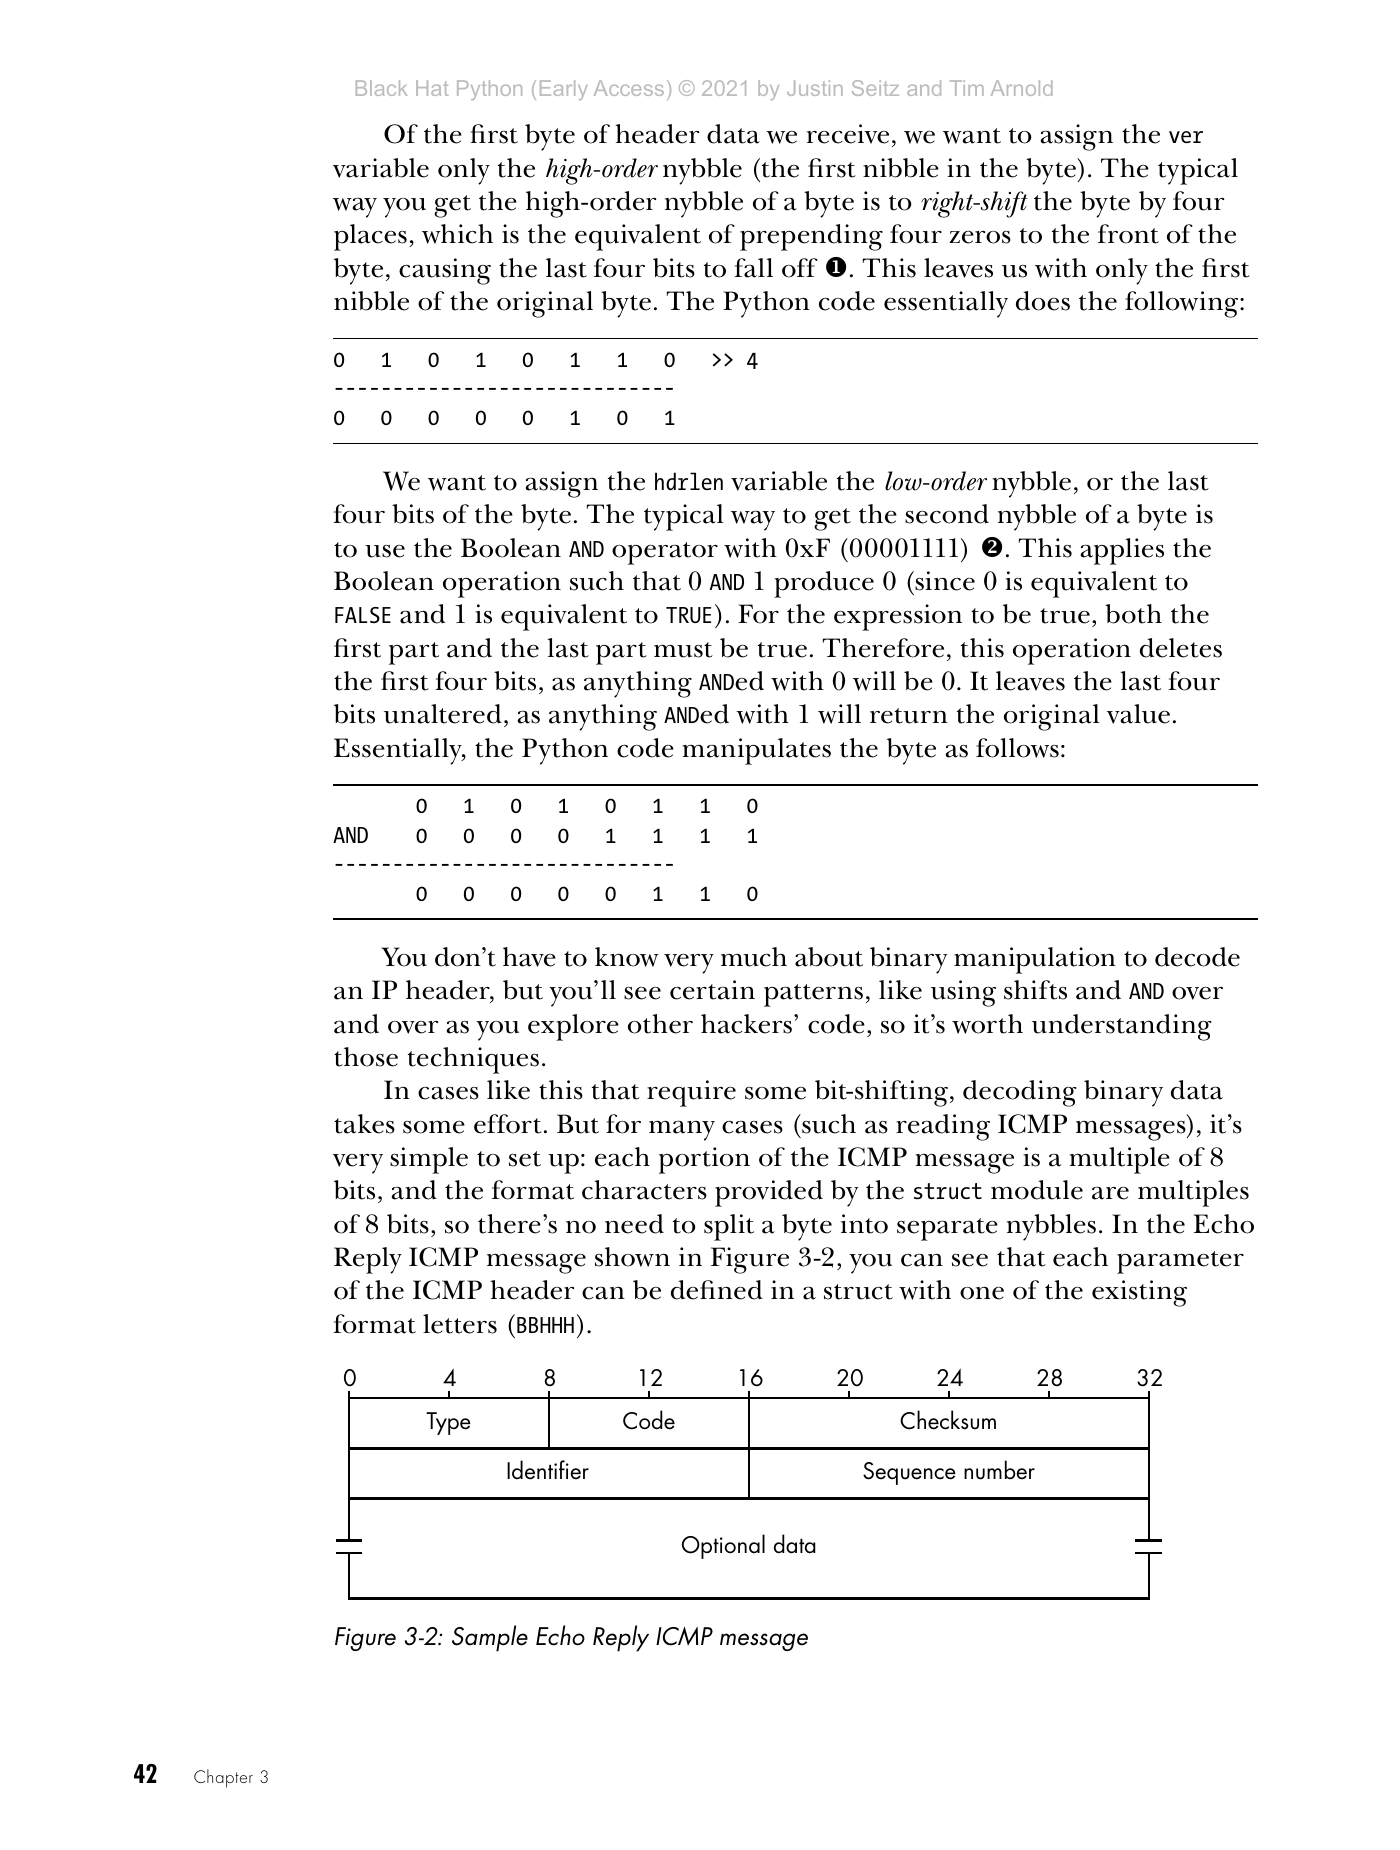 Black Hat Python (Early Access) © 2021 by Justin Seitz and Tim Arnold
Of the first byte of header data we receive, we want to assign the ver
variable only the high-order nybble (the first nibble in the byte). The typical
way you get the high-order nybble of a byte is to right-shift the byte by four
places, which is the equivalent of prepending four zeros to the front of the
byte, causing the last four bits to fall off ❶. This leaves us with only the first
nibble of the original byte. The Python code essentially does the following:
0 1 0 1 0 1 1 0 >> 4
-----------------------------
0 0 0 0 0 1 0 1
We want to assign the hdrlen variable the low-order nybble, or the last
four bits of the byte. The typical way to get the second nybble of a byte is
to use the Boolean AND operator with 0xF (00001111) ❷. This applies the
Boolean operation such that 0 AND 1 produce 0 (since 0 is equivalent to
FALSE and 1 is equivalent to TRUE). For the expression to be true, both the
first part and the last part must be true. Therefore, this operation deletes
the first four bits, as anything ANDed with 0 will be 0. It leaves the last four
bits unaltered, as anything ANDed with 1 will return the original value.
Essentially, the Python code manipulates the byte as follows:
0 1 0 1 0 1 1 0
AND 0 0 0 0 1 1 1 1
-----------------------------
0 0 0 0 0 1 1 0
You don’t have to know very much about binary manipulation to decode
an IP header, but you’ll see certain patterns, like using shifts and AND over
and over as you explore other hackers’ code, so it’s worth understanding
those techniques.
In cases like this that require some bit-shifting, decoding binary data
takes some effort. But for many cases (such as reading ICMP messages), it’s
very simple to set up: each portion of the ICMP message is a multiple of 8
bits, and the format characters provided by the struct module are multiples
of 8 bits, so there’s no need to split a byte into separate nybbles. In the Echo
Reply ICMP message shown in Figure 3-2, you can see that each parameter
of the ICMP header can be defined in a struct with one of the existing
format letters (BBHHH).
0 4 8 12 16 20 24 28 32
Type Code Checksum
Identifier Sequence number
Optional data
Figure 3-2: Sample Echo Reply ICMP message
42 Chapter 3